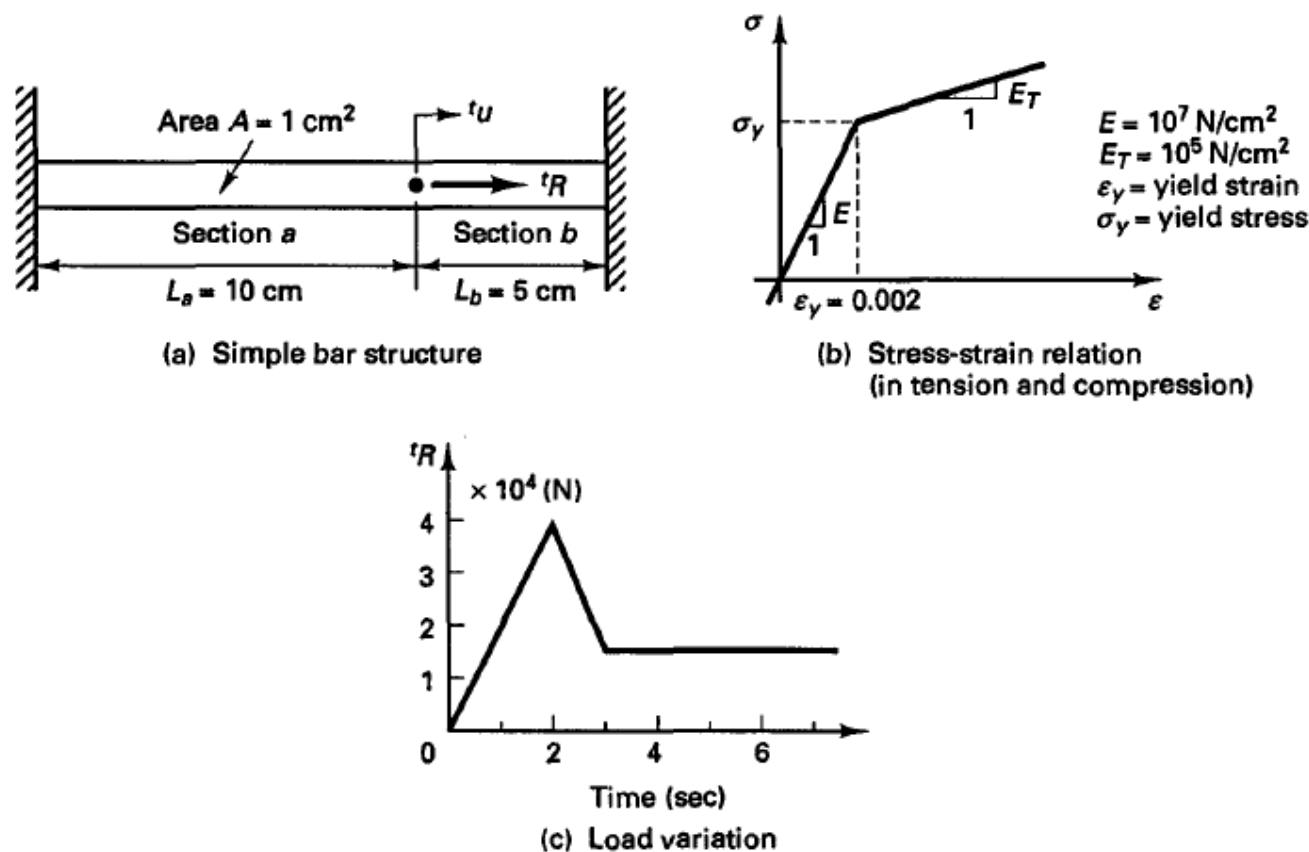 Area A = 1 cm²
ᵗu
ᵗR
Section a
Section b
Lₐ = 10 cm
L_b = 5 cm
(a) Simple bar structure
σ
σ_y
E_T
1
E
1
ε_y = 0.002
ε
E = 10⁷ N/cm²
E_T = 10⁵ N/cm²
ε_y = yield strain
σ_y = yield stress
(b) Stress-strain relation
(in tension and compression)
ᵗR
× 10⁴ (N)
4
3
2
1
0
2
4
6
Time (sec)
(c) Load variation